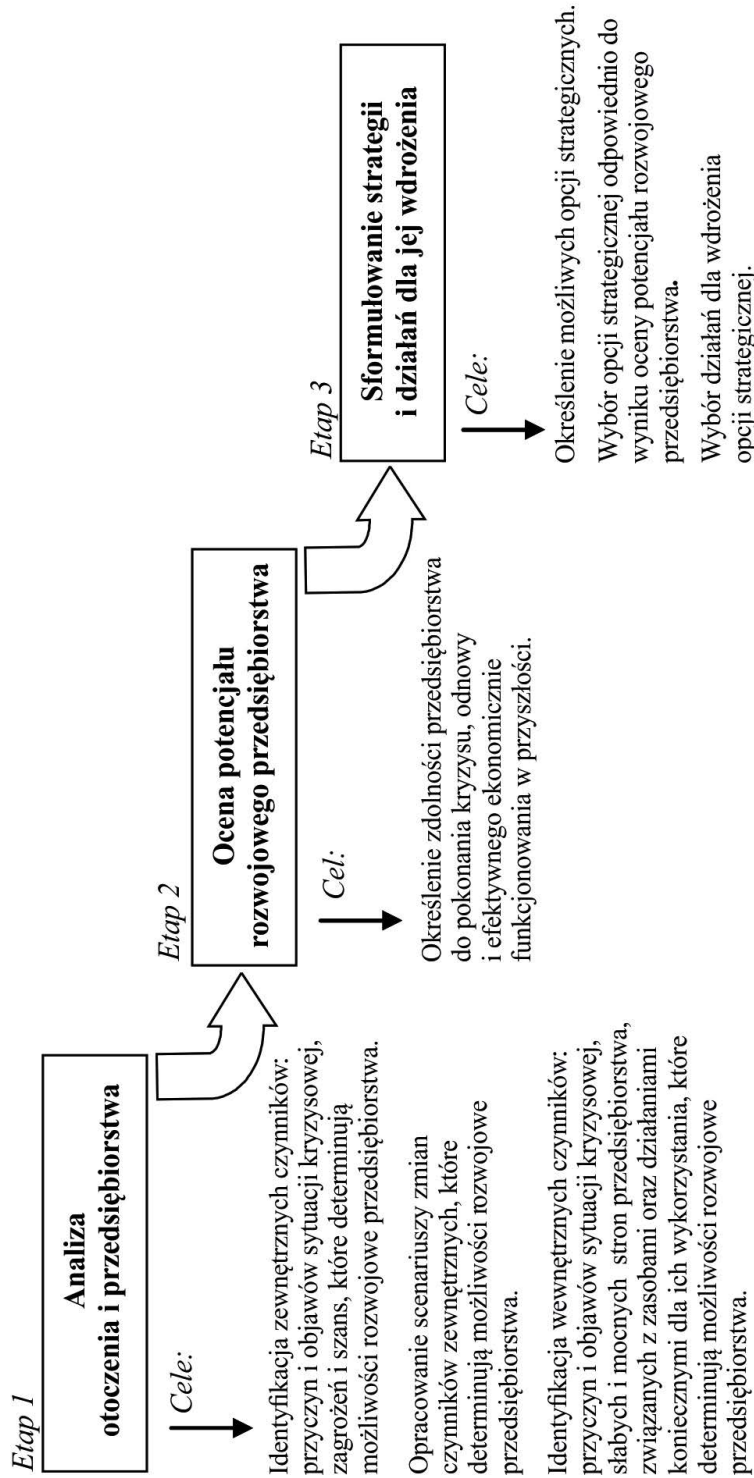 Etap 1
Analiza
otoczenia i przedsiębiorstwa
Cele:
Identyfikacja zewnętrznych czynników:
przyczyn i objawów sytuacji kryzysowej,
zagrożeń i szans, które determinują
możliwości rozwojowe przedsiębiorstwa.
Opracowanie scenariuszy zmian
czynników zewnętrznych, które
determinują możliwości rozwojowe
przedsiębiorstwa.
Identyfikacja wewnętrznych czynników:
przyczyn i objawów sytuacji kryzysowej,
słabych i mocnych stron przedsiębiorstwa,
związanych z zasobami oraz działaniami
koniecznymi dla ich wykorzystania, które
determinują możliwości rozwojowe
przedsiębiorstwa.
Etap 2
Ocena potencjału
rozwojowego przedsiębiorstwa
Cel:
Określenie zdolności przedsiębiorstwa
do pokonania kryzysu, odnowy
i efektywnego ekonomicznie
funkcjonowania w przyszłości.
Etap 3
Sformułowanie strategii
i działań dla jej wdrożenia
Cele:
Określenie możliwych opcji strategicznych.
Wybór opcji strategicznej odpowiednio do
wyniku oceny potencjału rozwojowego
przedsiębiorstwa.
Wybór działań dla wdrożenia
opcji strategicznej.